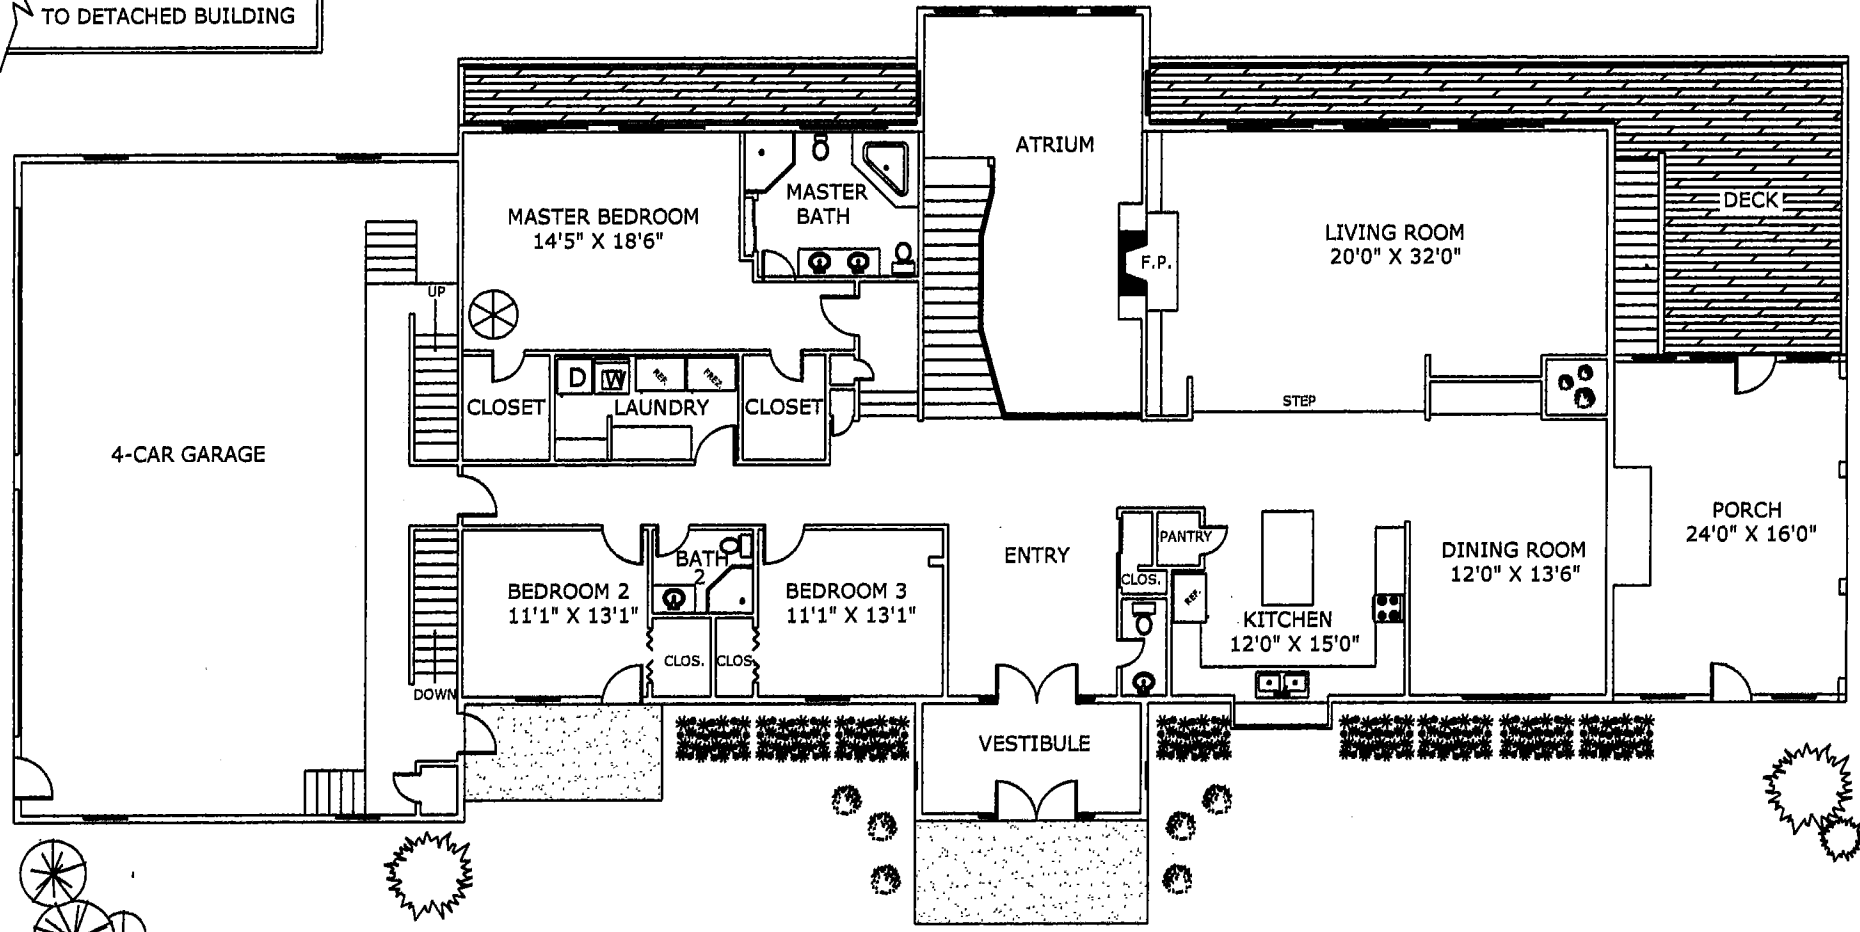 TO DETACHED BUILDING
ATRIUM
MASTER BEDROOM
14'5" X 18'6"
MASTER
BATH
LIVING ROOM
20'0" X 32'0"
DECK
F.P.
UP
D
W
REF.
FREZ.
CLOSET
LAUNDRY
CLOSET
STEP
4-CAR GARAGE
PORCH
24'0" X 16'0"
PANTRY
ENTRY
DINING ROOM
12'0" X 13'6"
BATH
2
CLOS.
BEDROOM 2
11'1" X 13'1"
BEDROOM 3
11'1" X 13'1"
REF.
KITCHEN
12'0" X 15'0"
CLOS.
CLOS
DOWN
VESTIBULE